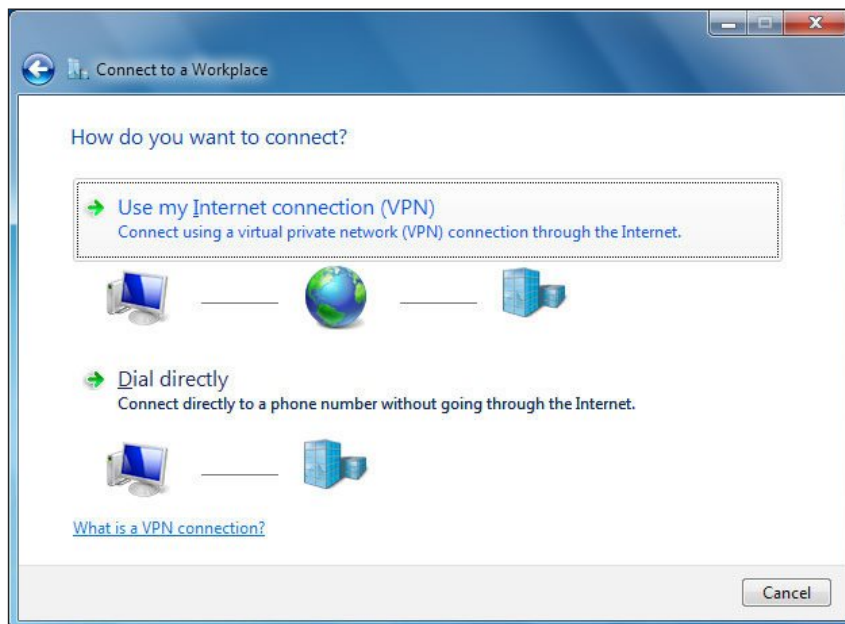 Connect to a Workplace
How do you want to connect?
Use my Internet connection (VPN)
Connect using a virtual private network (VPN) connection through the Internet.
Dial directly
Connect directly to a phone number without going through the Internet.
What is a VPN connection?
Cancel